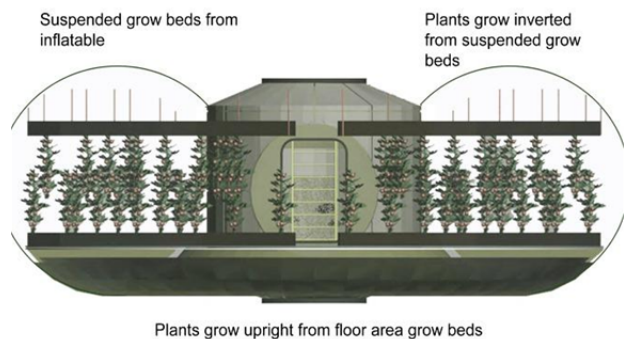 Suspended grow beds from
inflatable
Plants grow inverted
from suspended grow
beds
Plants grow upright from floor area grow beds